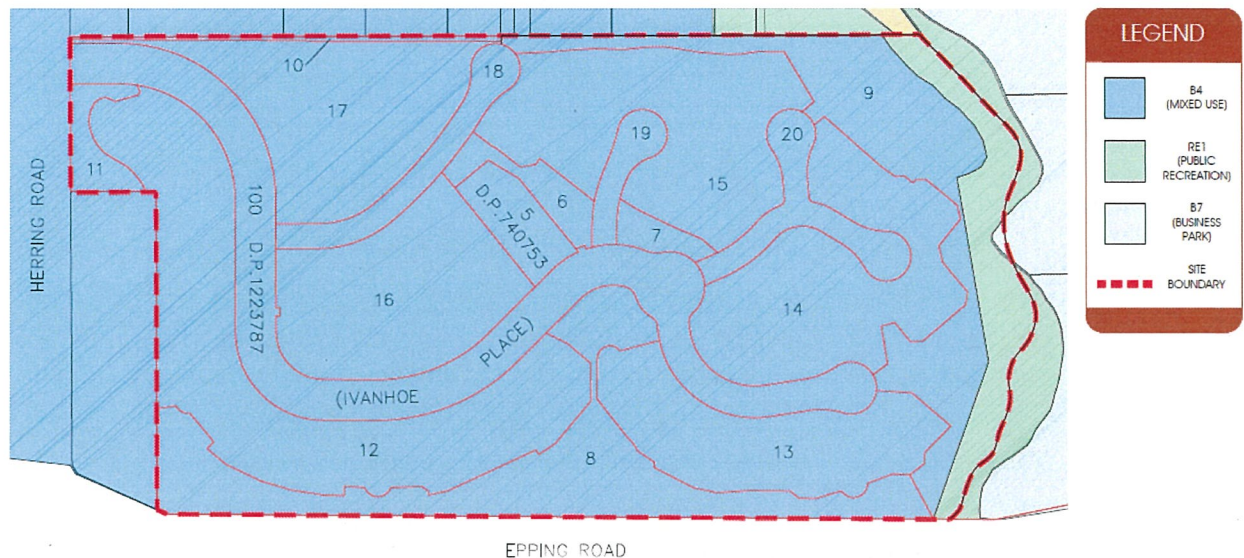 10
17
18
9
19
20
11
15
100 D.P.1223787
6
5
D.P.740753
7
16
14
(IVANHOE PLACE)
12
8
13
HERRING ROAD
EPPING ROAD
LEGEND
B4
(MIXED USE)
RE1
(PUBLIC
RECREATION)
B7
(BUSINESS
PARK)
SITE
BOUNDARY